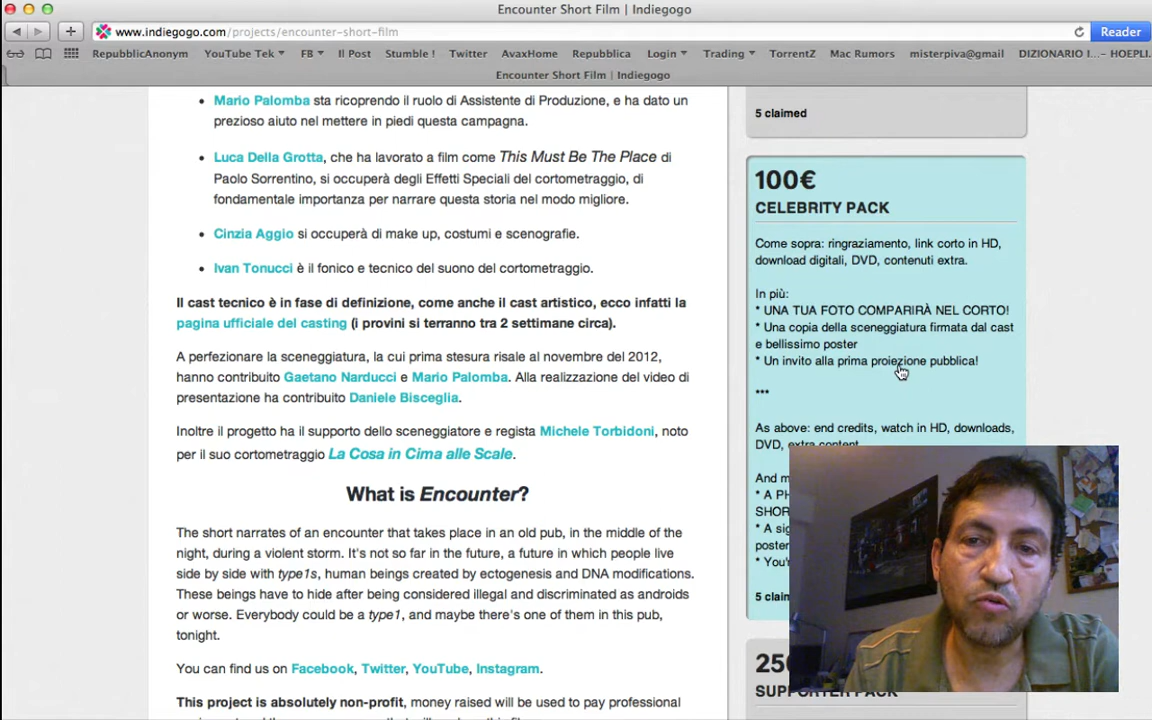 Encounter Short Film | Indiegogo
www.indiegogo.com/projects/encounter-short-film
Reader
RepubblicAnonym YouTube Tek FB Il Post Stumble ! Twitter AvaxHome Repubblica Login Trading TorrentZ Mac Rumors misterpiva@gmail DIZIONARIO I... – HOEPLI.
Encounter Short Film | Indiegogo
• Mario Palomba sta ricoprendo il ruolo di Assistente di Produzione, e ha dato un
prezioso aiuto nel mettere in piedi questa campagna.
• Luca Della Grotta, che ha lavorato a film come This Must Be The Place di
Paolo Sorrentino, si occuperà degli Effetti Speciali del cortometraggio, di
fondamentale importanza per narrare questa storia nel modo migliore.
• Cinzia Aggio si occuperà di make up, costumi e scenografie.
• Ivan Tonucci è il fonico e tecnico del suono del cortometraggio.
Il cast tecnico è in fase di definizione, come anche il cast artistico, ecco infatti la
pagina ufficiale del casting (i provini si terranno tra 2 settimane circa).
A perfezionare la sceneggiatura, la cui prima stesura risale al novembre del 2012,
hanno contribuito Gaetano Narducci e Mario Palomba. Alla realizzazione del video di
presentazione ha contribuito Daniele Bisceglia.
Inoltre il progetto ha il supporto dello sceneggiatore e regista Michele Torbidoni, noto
per il suo cortometraggio La Cosa in Cima alle Scale.
What is Encounter?
The short narrates of an encounter that takes place in an old pub, in the middle of the
night, during a violent storm. It's not so far in the future, a future in which people live
side by side with type1s, human beings created by ectogenesis and DNA modifications.
These beings have to hide after being considered illegal and discriminated as androids
or worse. Everybody could be a type1, and maybe there's one of them in this pub,
tonight.
You can find us on Facebook, Twitter, YouTube, Instagram.
This project is absolutely non-profit, money raised will be used to pay professional
5 claimed
100€
CELEBRITY PACK
Come sopra: ringraziamento, link corto in HD,
download digitali, DVD, contenuti extra.
In più:
* UNA TUA FOTO COMPARIRÀ NEL CORTO!
* Una copia della sceneggiatura firmata dal cast
e bellissimo poster
* Un invito alla prima proiezione pubblica!
***
As above: end credits, watch in HD, downloads,
DVD, extra content
And
* A
SHOR
* A
poster
* You'
5
25
SUPPORTER PACK